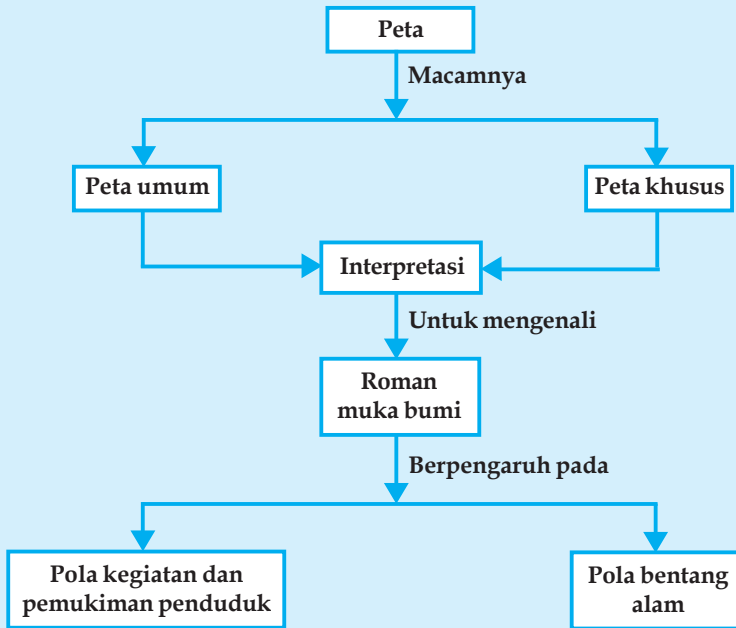 Peta
Macamnya
Peta umum
Peta khusus
Interpretasi
Untuk mengenali
Roman
muka bumi
Berpengaruh pada
Pola kegiatan dan
pemukiman penduduk
Pola bentang
alam